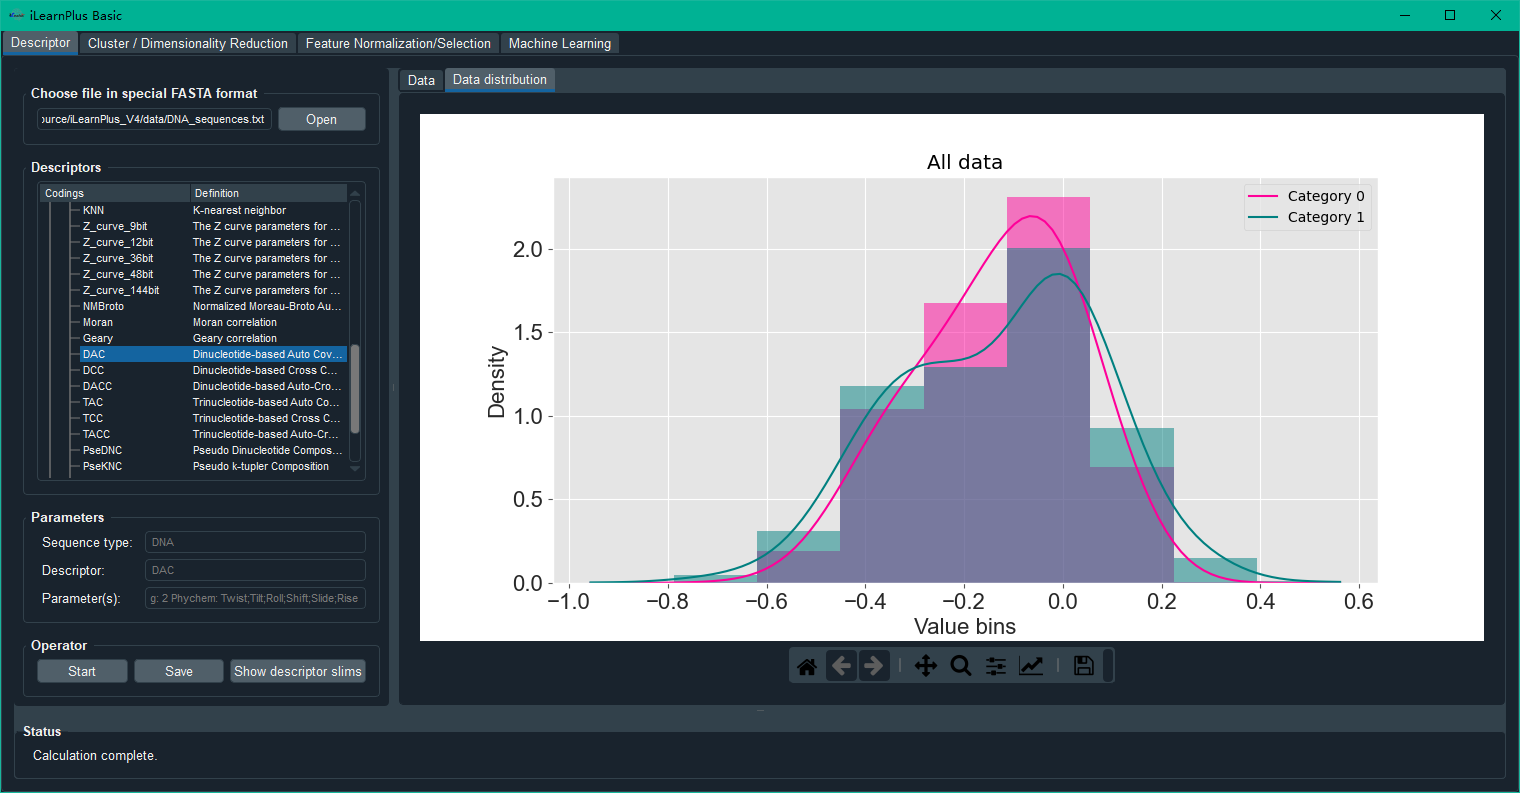 iLearnPlus Basic
Descriptor
Cluster / Dimensionality Reduction
Feature Normalization/Selection
Machine Learning
Choose file in special FASTA format
ource/iLearnPlus_V4/data/DNA_sequences.txt
Open
Descriptors
Codings Definition
KNN K-nearest neighbor
Z_curve_9bit The Z curve parameters for ...
Z_curve_12bit The Z curve parameters for ...
Z_curve_36bit The Z curve parameters for ...
Z_curve_48bit The Z curve parameters for ...
Z_curve_144bit The Z curve parameters for ...
NMBroto Normalized Moreau-Broto Au...
Moran Moran correlation
Geary Geary correlation
DAC Dinucleotide-based Auto Cov...
DCC Dinucleotide-based Cross C...
DACC Dinucleotide-based Auto-Cro...
TAC Trinucleotide-based Auto Co...
TCC Trinucleotide-based Cross C...
TACC Trinucleotide-based Auto-Cr...
PseDNC Pseudo Dinucleotide Compos...
PseKNC Pseudo k-tupler Composition
Parameters
Sequence type: DNA
Descriptor: DAC
Parameter(s): g: 2 Phychem: Twist;Tilt;Roll;Shift;Slide;Rise
Operator
Start
Save
Show descriptor slims
Data
Data distribution
All data
Category 0
Category 1
Density
2.0
1.5
1.0
0.5
0.0
−1.0 −0.8 −0.6 −0.4 −0.2 0.0 0.2 0.4 0.6
Value bins
Status
Calculation complete.